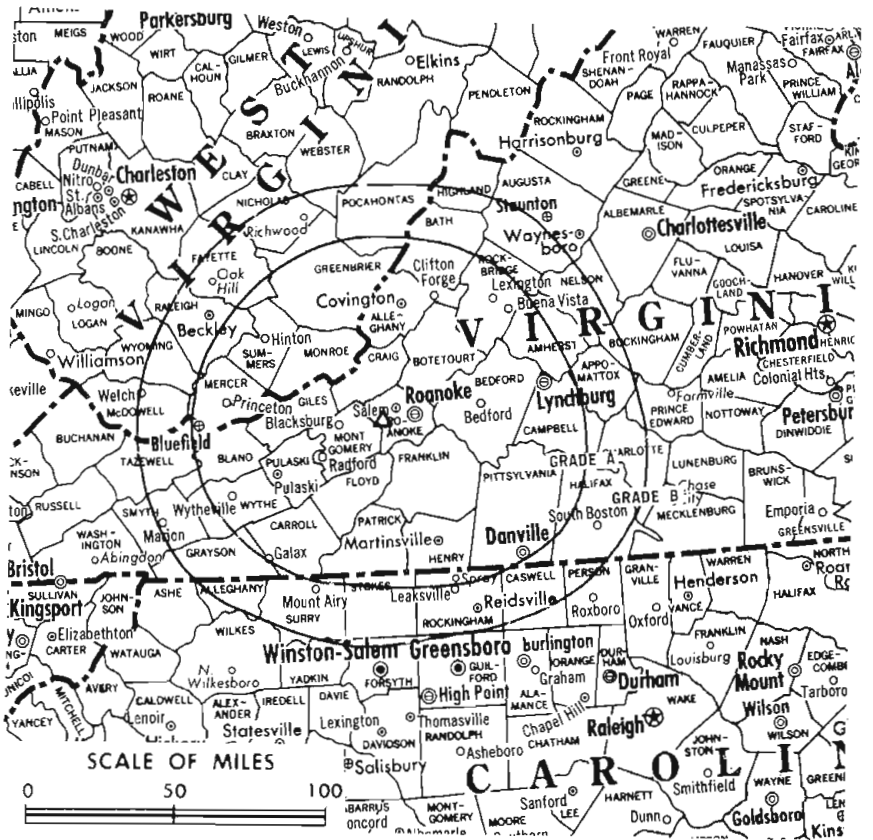 MEIGS
WOOD
Parkersburg
Weston
LEWIS
UPSHUR
WIRT
CAL-
HOUN
GILMER
Buckhannon
Elkins
RANDOLPH
JACKSON
ROANE
BRAXTON
WEBSTER
PENDLETON
Point Pleasant
MASON
PUTNAM
Dunbar
Nitro
St.
Albans
S. Charleston
Charleston
CLAY
CABELL
KANAWHA
NICHOLAS
Richwood
POCAHONTAS
HIGHLAND
BATH
LINCOLN
BOONE
FAYETTE
Oak
Hill
GREENBRIER
Clifton
Forge
MINGO
Logan
LOGAN
RALEIGH
Beckley
WYOMING
Covington
ALLE-
GHANY
Williamson
Hinton
SUM-
MERS
MONROE
CRAIG
BOTETOURT
Welch
McDOWELL
MERCER
Princeton
GILES
Bluefield
Blacksburg
WEST
VIRGINI
WARREN
FAUQUIER
Fairfax
FAIRFAX
Front Royal
SHENAN-
DOAH
PAGE
RAPPA-
HANNOCK
Manassas
Park
PRINCE
WILLIAM
ROCKINGHAM
Harrisonburg
MAD-
ISON
CULPEPER
STAF-
FORD
AUGUSTA
Staunton
GREENE
ORANGE
Fredericksburg
SPOTSYLVA-
NIA
CAROLINE
Waynes-
boro
ALBEMARLE
Charlottesville
LOUISA
ROCK-
BRIDGE
Lexington
Buena Vista
NELSON
FLU-
VANNA
GOOCH-
LAND
HANOVER
VIRGINI
AMHERST
BUCKINGHAM
CUMBER-
LAND
POWHATAN
Richmond
HENRIC
CHESTERFIELD
Colonial Hts.
APPO-
MATTOX
AMELIA
Farmville
PRINCE
EDWARD
NOTTOWAY
Petersbur
DINWIDDIE
Salem
Roanoke
BEDFORD
Bedford
Lynchburg
CAMPBELL
BUCHANAN
TAZEWELL
BLAND
PULASKI
MONT
GOMERY
Radford
Pulaski
FLOYD
FRANKLIN
PITTSYLVANIA
GRADE A
HALIFAX
LUNENBURG
BRUNS-
WICK
GRADE B
MECKLENBURG
South Boston
Emporia
GREENSVILLE
RUSSELL
SMYTH
Wytheville
WYTHE
Marion
WASH-
INGTON
Abingdon
GRAYSON
CARROLL
Galax
PATRICK
Martinsville
HENRY
Danville
Bristol
SULLIVAN
Kingsport
JOHN-
SON
ASHE
ALLEGHANY
Mount Airy
SURRY
STOKES
Spray
Leaksville
Reidsville
ROCKINGHAM
CASWELL
PERSON
Roxboro
GRAN-
VILLE
Henderson
VANCE
WARREN
Oxford
HALIFAX
NORTH
Elizabethton
CARTER
WATAUGA
WILKES
N.
Wilkesboro
YADKIN
Winston-Salem
FORSYTH
Greensboro
GUIL-
FORD
burlington
Graham
ALA-
MANCE
ORANGE
DUR-
HAM
Durham
FRANKLIN
Louisburg
NASH
Rocky
Mount
EDGE-
COMBE
Tarboro
AVERY
MITCHELL
YANCEY
CALDWELL
Lenoir
ALEX-
ANDER
IREDELL
Statesville
DAVIE
Lexington
DAVIDSON
Salisbury
High Point
Thomasville
RANDOLPH
Asheboro
CHATHAM
Chapel Hill
WAKE
Raleigh
Wilson
WILSON
JOHN-
STON
Smithfield
CAROLIN
WAYNE
Goldsboro
Sanford
LEE
HARNETT
Dunn
MOORE
MONT-
GOMERY
SCALE OF MILES
0 50 100